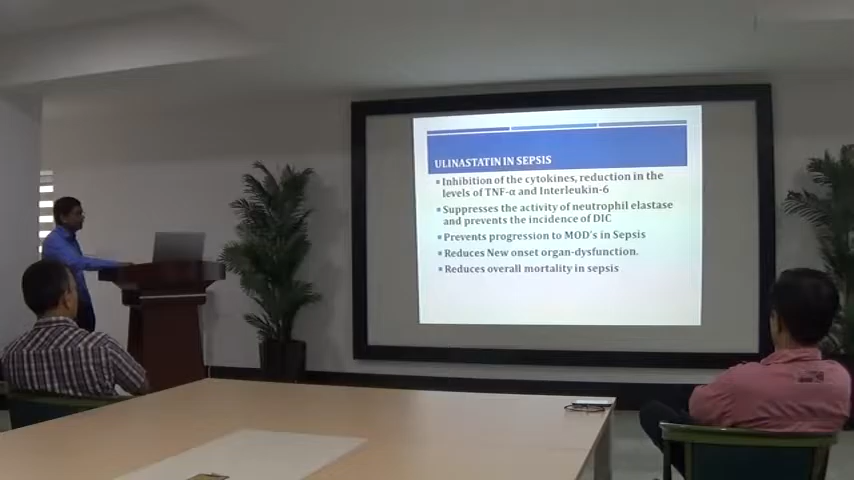 ULINASTATIN IN SEPSIS
Inhibition of the cytokines, reduction in the
levels of TNF-α and Interleukin-6
Suppresses the activity of neutrophil elastase
and prevents the incidence of DIC
Prevents progression to MOD's in Sepsis
Reduces New onset organ-dysfunction.
Reduces overall mortality in sepsis